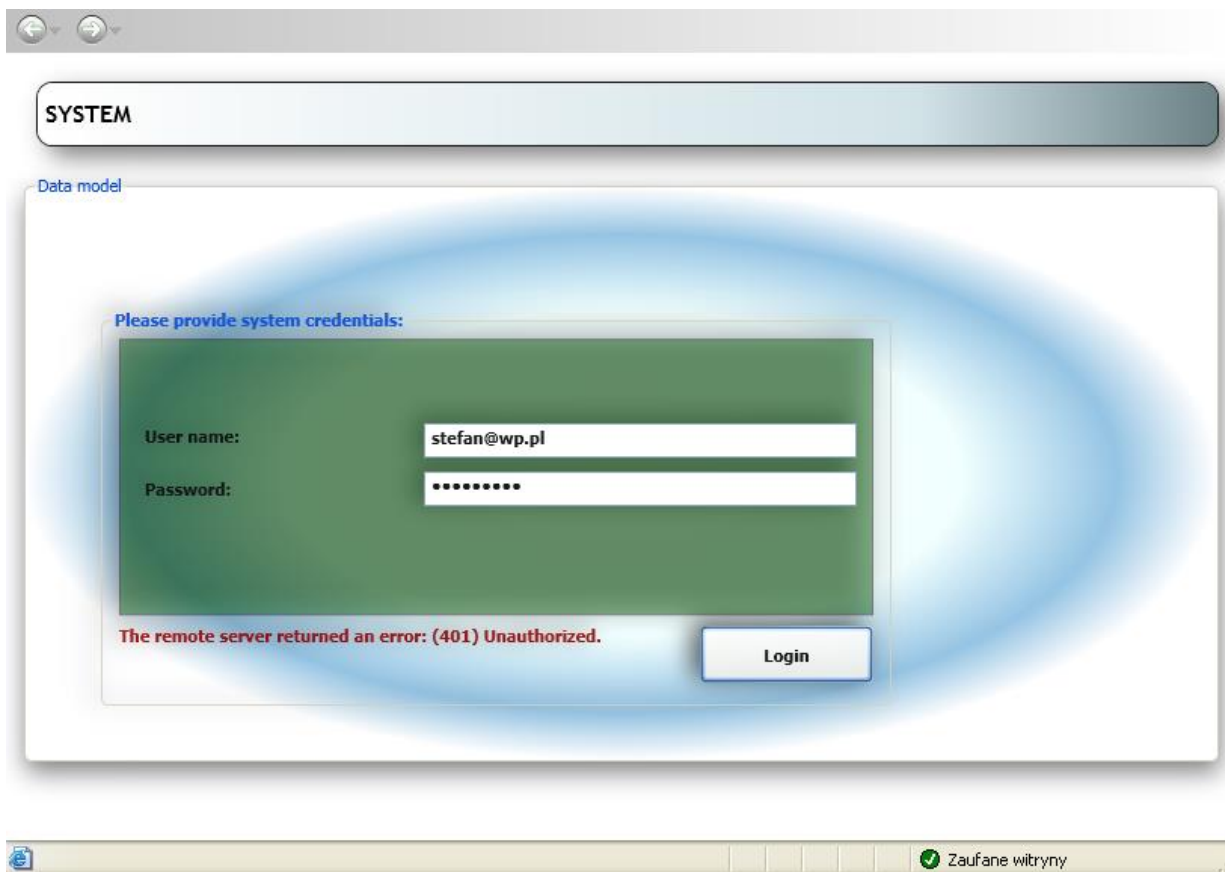 SYSTEM
Data model
Please provide system credentials:
User name:
stefan@wp.pl
Password:
•••••••••
The remote server returned an error: (401) Unauthorized.
Login
Zaufane witryny